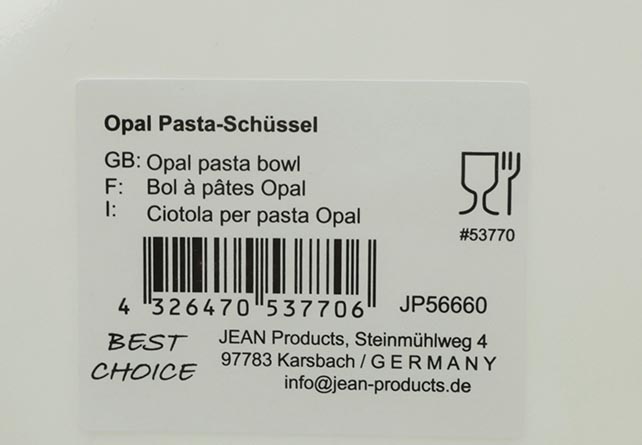 Opal Pasta-Schüssel
GB: Opal pasta bowl
F: Bol à pâtes Opal
I: Ciotola per pasta Opal
#53770
4 326470 537706
JP56660
BEST CHOICE
JEAN Products, Steinmühlweg 4
97783 Karsbach / GERMANY
info@jean-products.de